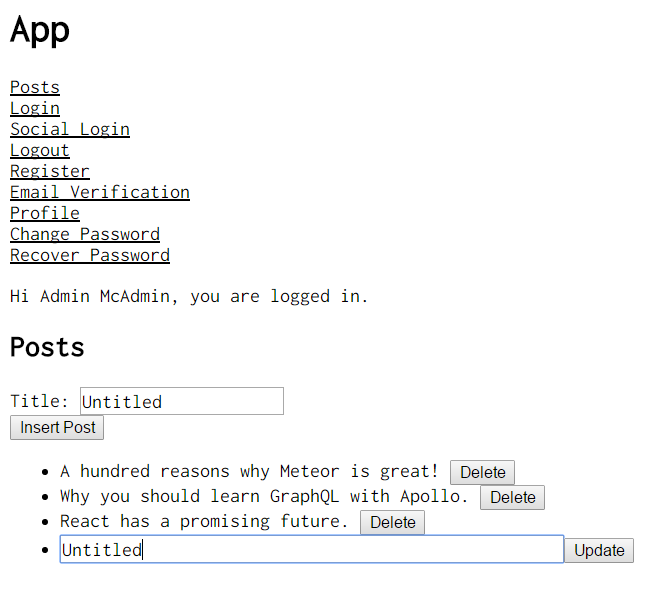 App
Posts
Login
Social Login
Logout
Register
Email Verification
Profile
Change Password
Recover Password
Hi Admin McAdmin, you are logged in.
Posts
Title: Untitled
Insert Post
A hundred reasons why Meteor is great! Delete
Why you should learn GraphQL with Apollo. Delete
React has a promising future. Delete
Untitled Update